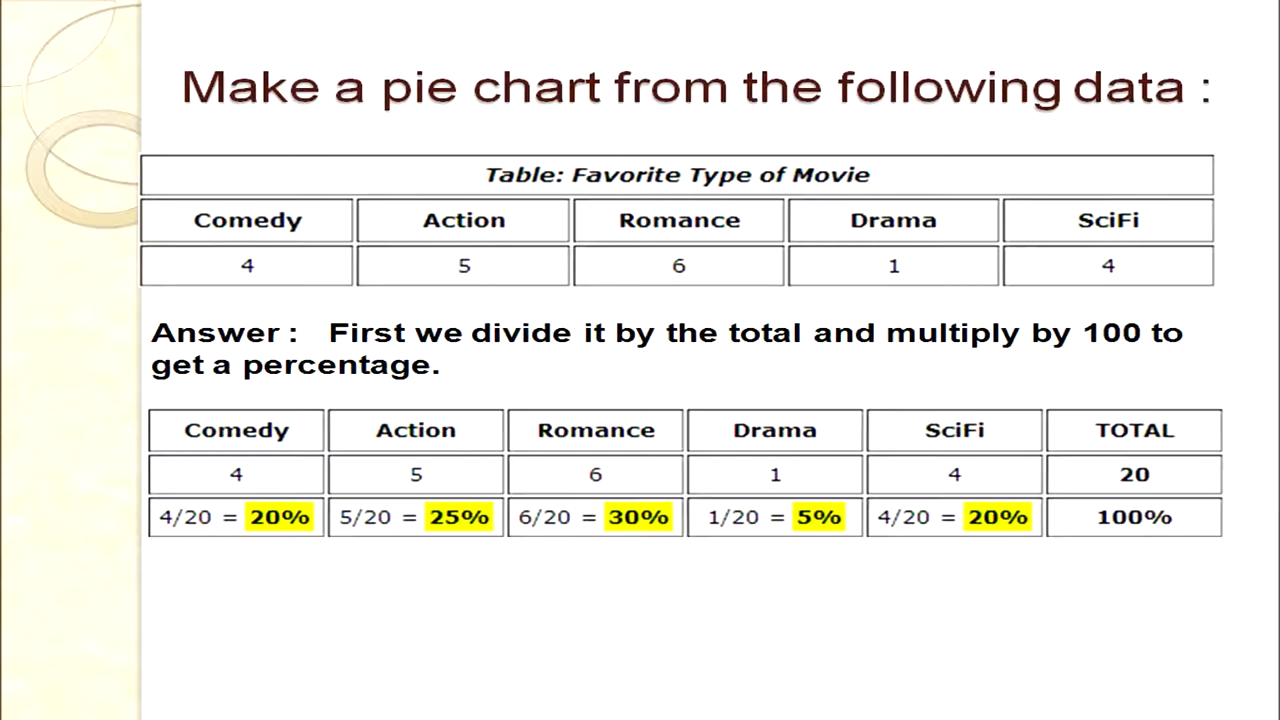 Make a pie chart from the following data :
Table: Favorite Type of Movie
Comedy Action Romance Drama SciFi
4 5 6 1 4
Answer : First we divide it by the total and multiply by 100 to
get a percentage.
Comedy Action Romance Drama SciFi TOTAL
4 5 6 1 4 20
4/20 = 20% 5/20 = 25% 6/20 = 30% 1/20 = 5% 4/20 = 20% 100%